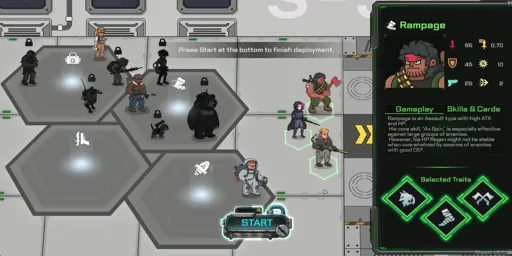 Rampage
Press Start at the bottom to finish deployment.
85
0.70
45
10
25
2
Gameplay
Skills & Cards
Rampage is an Assault type with high ATK
and HP.
His core skill, "Ax Spin," is especially effective
against large groups of enemies.
However, his HP Regen might not be stable
when overwhelmed by swarms of enemies
with good DEF.
Selected Traits
START